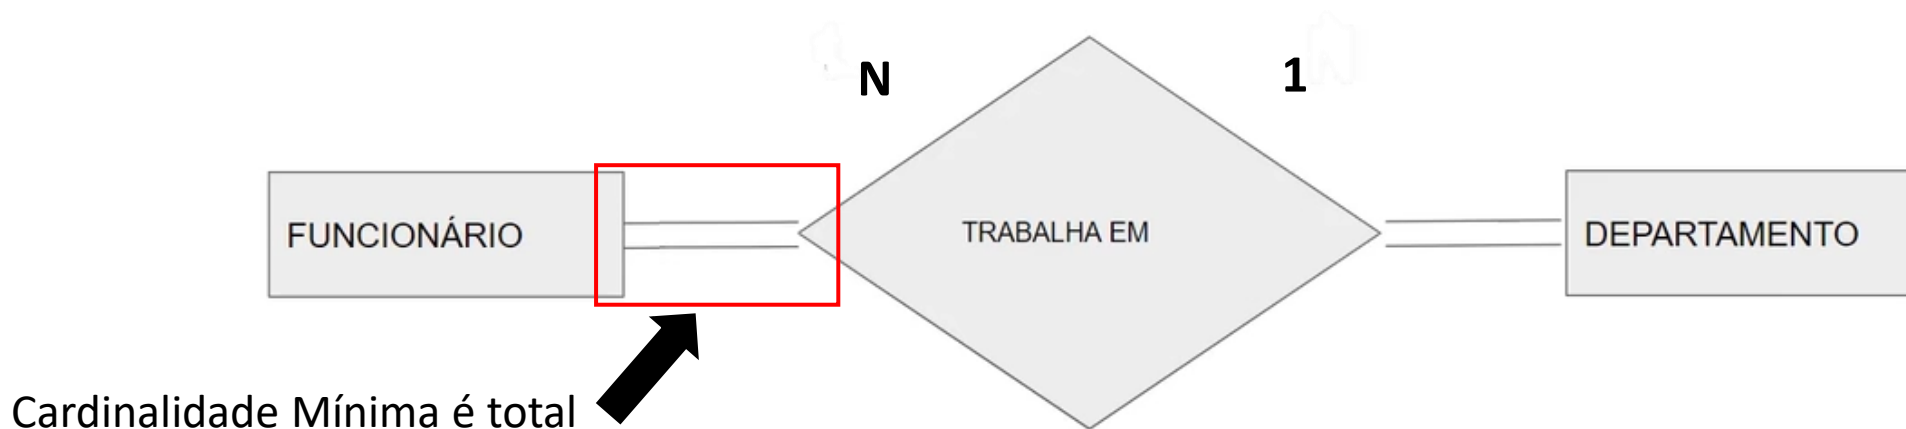 N
1
FUNCIONÁRIO
TRABALHA EM
DEPARTAMENTO
Cardinalidade Mínima é total